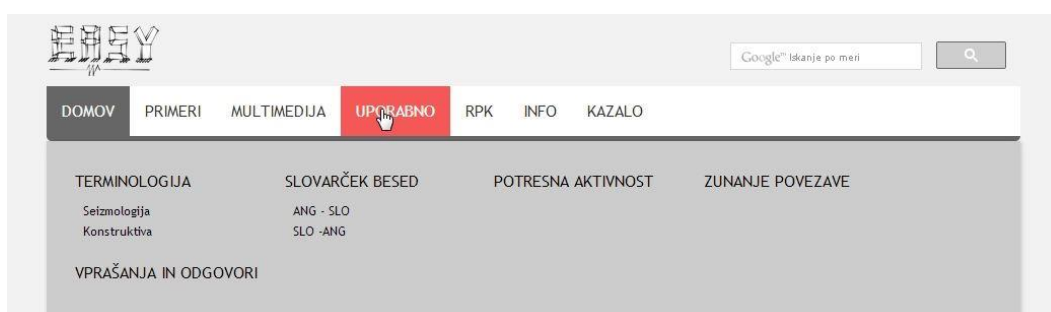 EASY
Google™ Iskanje po meri
DOMOV PRIMERI MULTIMEDIJA UPORABNO RPK INFO KAZALO
TERMINOLOGIJA SLOVARČEK BESED POTRESNA AKTIVNOST ZUNANJE POVEZAVE
Seizmologija ANG - SLO
Konstruktiva SLO -ANG
VPRAŠANJA IN ODGOVORI